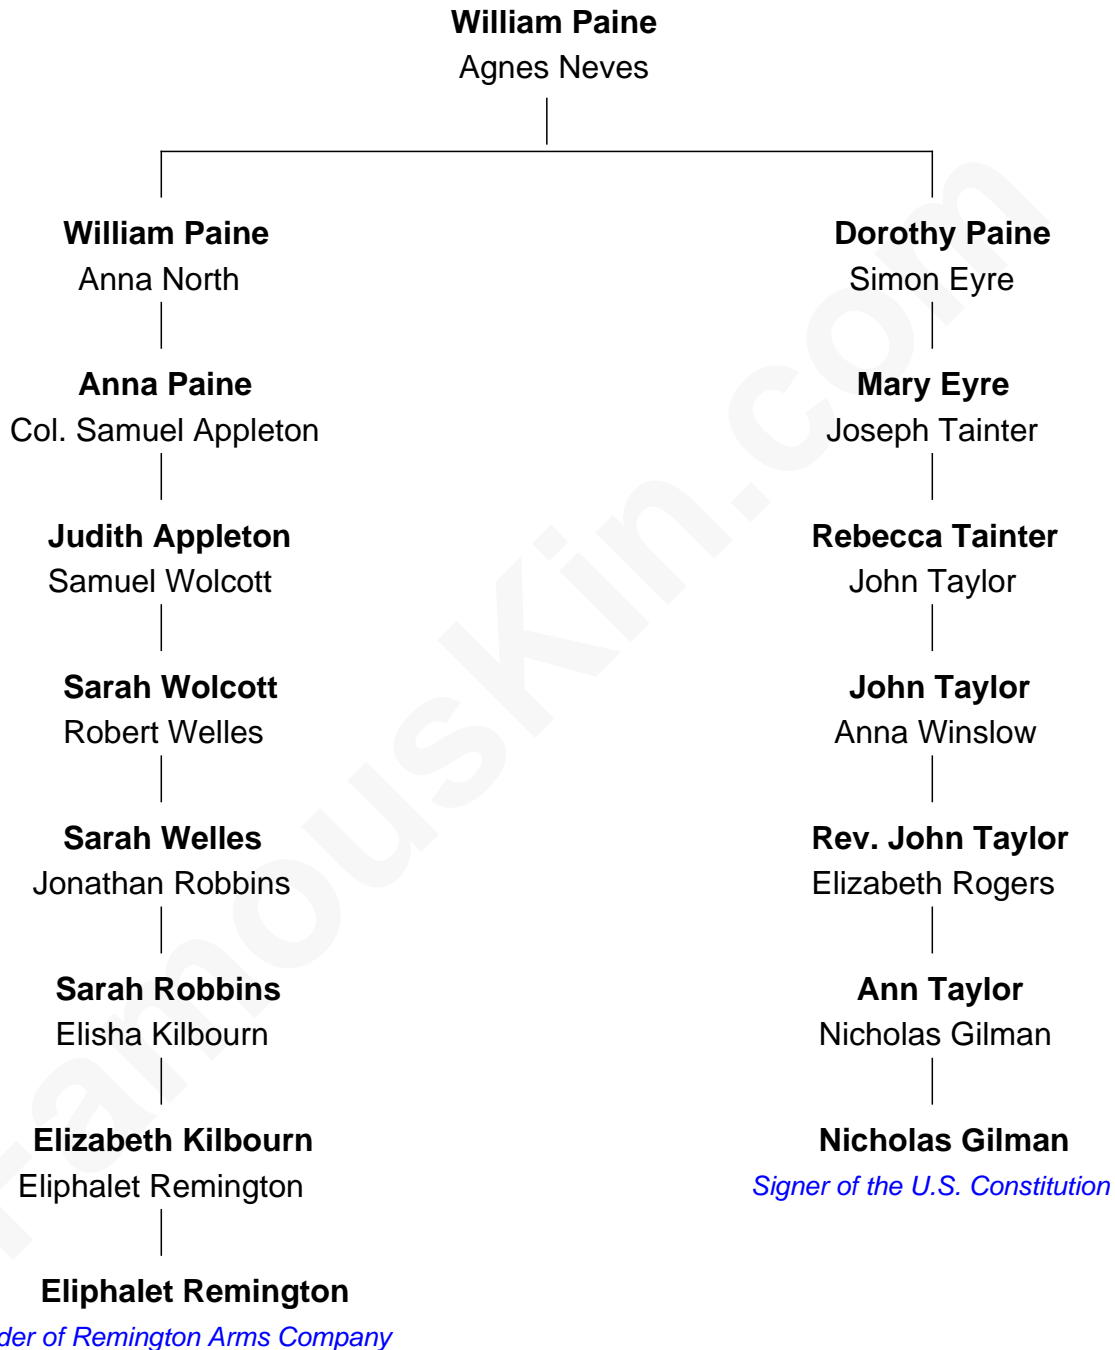 William Paine
Agnes Neves
William Paine
Anna North
Dorothy Paine
Simon Eyre
Anna Paine
Col. Samuel Appleton
Mary Eyre
Joseph Tainter
Judith Appleton
Samuel Wolcott
Rebecca Tainter
John Taylor
Sarah Wolcott
Robert Welles
John Taylor
Anna Winslow
Sarah Welles
Jonathan Robbins
Rev. John Taylor
Elizabeth Rogers
Sarah Robbins
Elisha Kilbourn
Ann Taylor
Nicholas Gilman
Elizabeth Kilbourn
Eliphalet Remington
Nicholas Gilman
Signer of the U.S. Constitution
Eliphalet Remington
der of Remington Arms Company
FamousKin.com